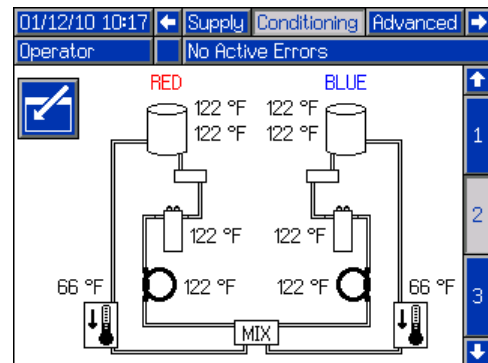 01/12/10 10:17 Supply Conditioning Advanced
Operator No Active Errors
RED BLUE
122 °F 122 °F
122 °F 122 °F
1
122 °F 122 °F
2
66 °F 122 °F 122 °F 66 °F
3
MIX